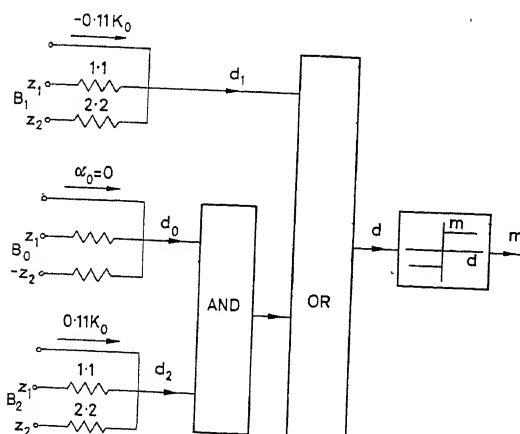 -0·11K₀
z₁
1·1
B₁
z₂
2·2
d₁
α₀=0
z₁
B₀
-z₂
d₀
0·11K₀
z₁
1·1
B₂
z₂
2·2
d₂
AND
OR
d
m
d
m